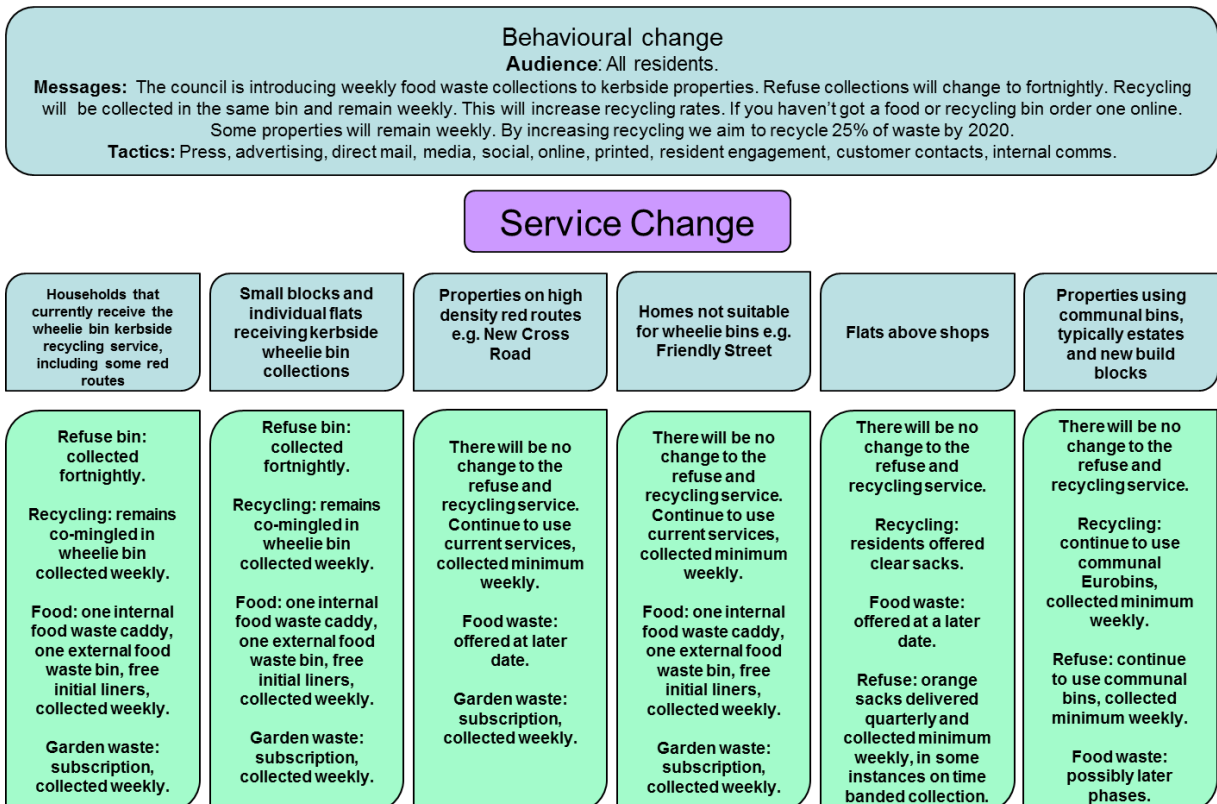 Behavioural change
Audience: All residents.
Messages: The council is introducing weekly food waste collections to kerbside properties. Refuse collections will change to fortnightly. Recycling
will be collected in the same bin and remain weekly. This will increase recycling rates. If you haven't got a food or recycling bin order one online.
Some properties will remain weekly. By increasing recycling we aim to recycle 25% of waste by 2020.
Tactics: Press, advertising, direct mail, media, social, online, printed, resident engagement, customer contacts, internal comms.
Service Change
Households that
currently receive the
wheelie bin kerbside
recycling service,
including some red
routes
Small blocks and
individual flats
receiving kerbside
wheelie bin
collections
Properties on high
density red routes
e.g. New Cross
Road
Homes not suitable
for wheelie bins e.g.
Friendly Street
Flats above shops
Properties using
communal bins,
typically estates
and new build
blocks
Refuse bin:
collected
fortnightly.
Recycling: remains
co-mingled in
wheelie bin
collected weekly.
Food: one internal
food waste caddy,
one external food
waste bin, free
initial liners,
collected weekly.
Garden waste:
subscription,
collected weekly.
Refuse bin:
collected
fortnightly.
Recycling: remains
co-mingled in
wheelie bin
collected weekly.
Food: one internal
food waste caddy,
one external food
waste bin, free
initial liners,
collected weekly.
Garden waste:
subscription,
collected weekly.
There will be no
change to the
refuse and
recycling service.
Continue to use
current services,
collected minimum
weekly.
Food waste:
offered at later
date.
Garden waste:
subscription,
collected weekly.
There will be no
change to the
refuse and
recycling service.
Continue to use
current services,
collected minimum
weekly.
Food: one internal
food waste caddy,
one external food
waste bin, free
initial liners,
collected weekly.
Garden waste:
subscription,
collected weekly.
There will be no
change to the
refuse and
recycling service.
Recycling:
residents offered
clear sacks.
Food waste:
offered at a later
date.
Refuse: orange
sacks delivered
quarterly and
collected minimum
weekly, in some
instances on time
banded collection.
There will be no
change to the
refuse and
recycling service.
Recycling:
continue to use
communal
Eurobins,
collected minimum
weekly.
Refuse: continue
to use communal
bins, collected
minimum weekly.
Food waste:
possibly later
phases.